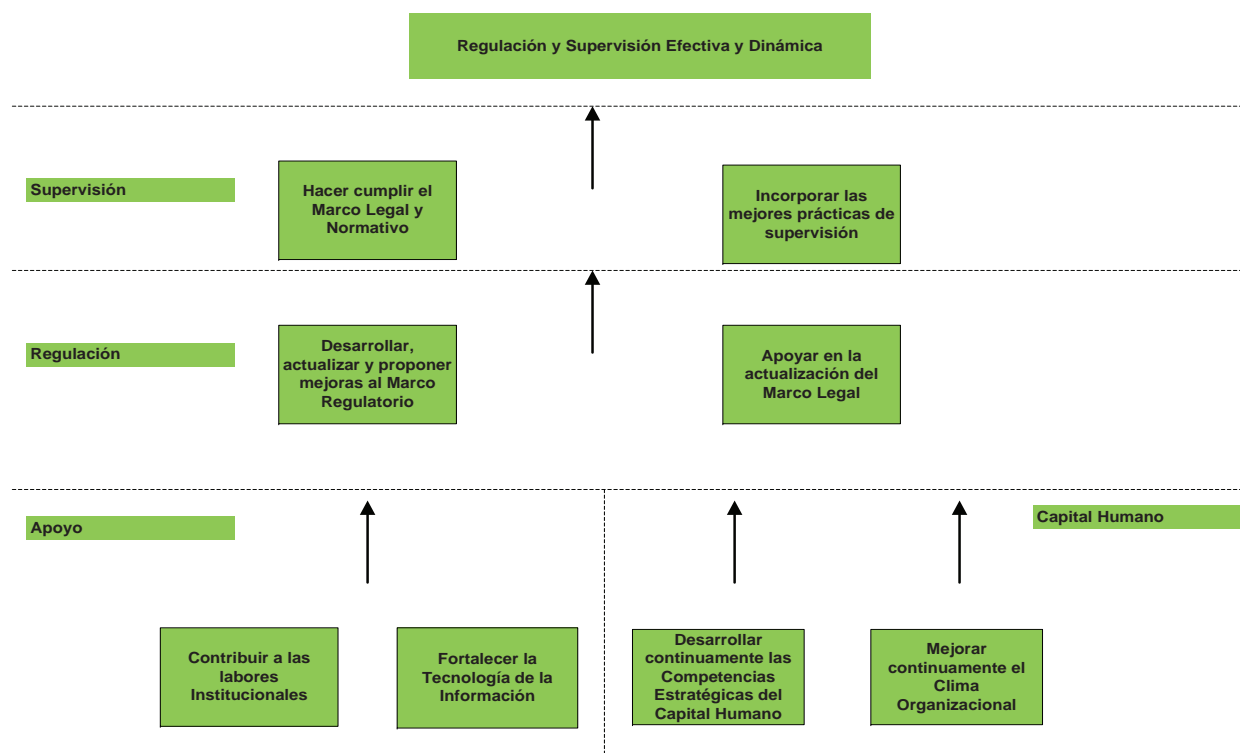 Regulación y Supervisión Efectiva y Dinámica
Supervisión
Hacer cumplir el
Marco Legal y
Normativo
Incorporar las
mejores prácticas de
supervisión
Regulación
Desarrollar,
actualizar y proponer
mejoras al Marco
Regulatorio
Apoyar en la
actualización del
Marco Legal
Apoyo
Capital Humano
Contribuir a las
labores
Institucionales
Fortalecer la
Tecnología de la
Información
Desarrollar
continuamente las
Competencias
Estratégicas del
Capital Humano
Mejorar
continuamente el
Clima
Organizacional